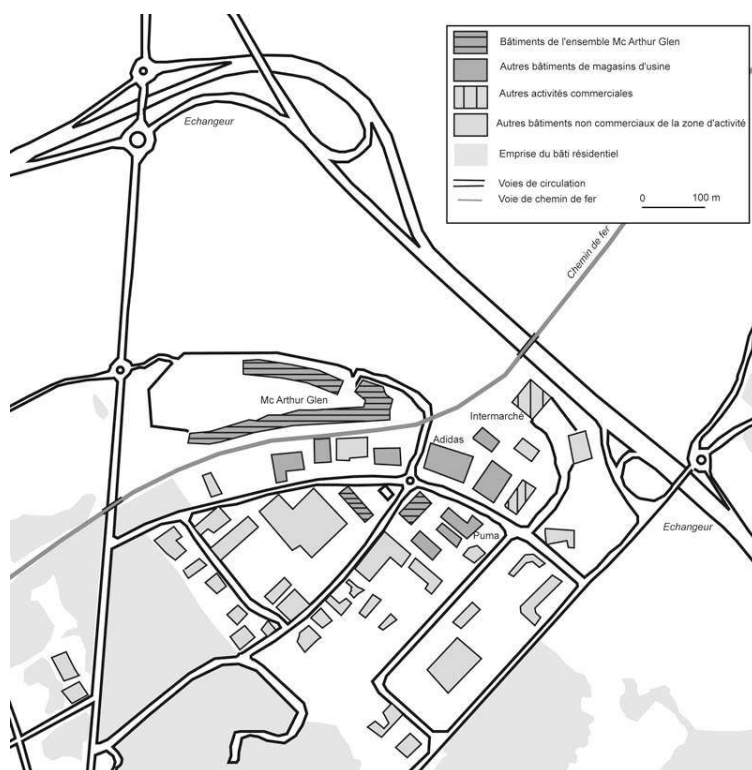 Bâtiments de l'ensemble Mc Arthur Glen
Autres bâtiments de magasins d'usine
Autres activités commerciales
Autres bâtiments non commerciaux de la zone d'activité
Emprise du bâti résidentiel
Voies de circulation
Voie de chemin de fer
0 100 m
Echangeur
Chemin de fer
Mc Arthur Glen
Intermarché
Adidas
Echangeur
Puma